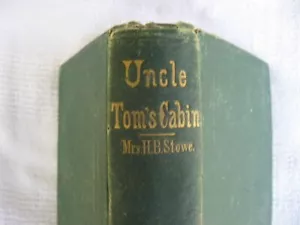 Uncle
Tom's Cabin
Mrs H.B. Stowe.